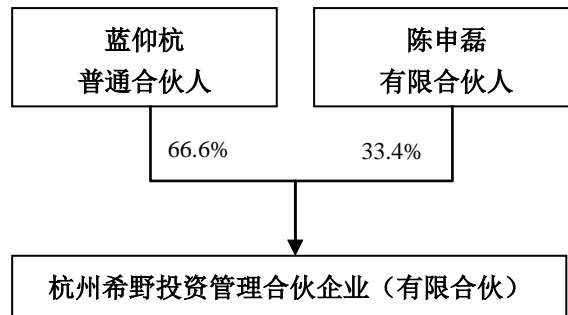 蓝仰杭
普通合伙人
陈申磊
有限合伙人
66.6%
33.4%
杭州希野投资管理合伙企业（有限合伙）